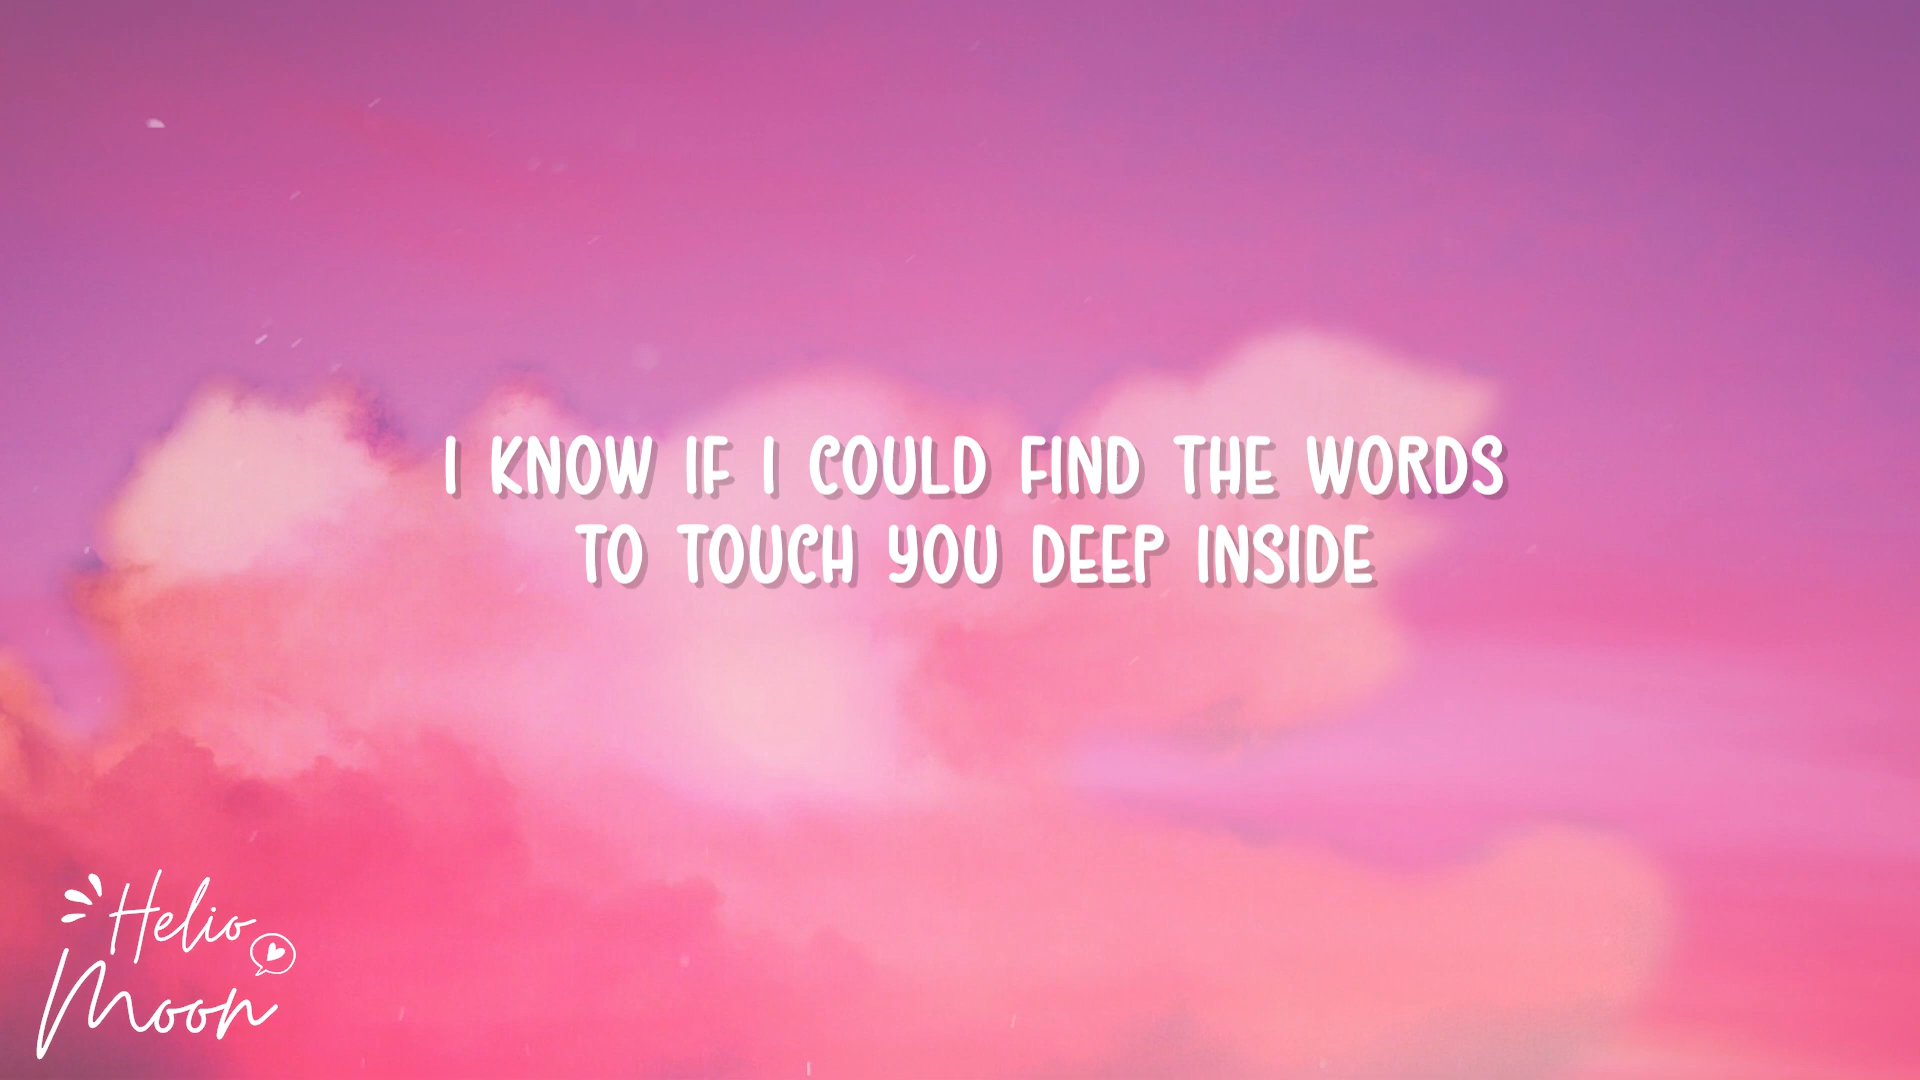 I KNOW IF I COULD FIND THE WORDS
TO TOUCH YOU DEEP INSIDE
Helio
Moon